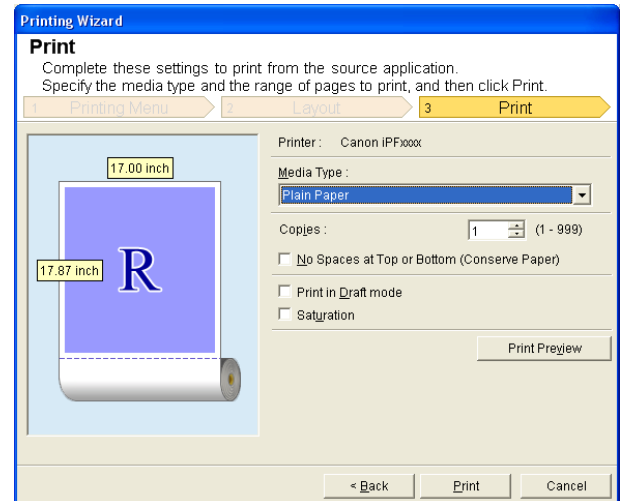 Printing Wizard
Print
Complete these settings to print from the source application.
Specify the media type and the range of pages to print, and then click Print.
1 Printing Menu 2 Layout 3 Print
Printer : Canon iPFxxxx
17.00 inch
Media Type :
Plain Paper
Copies : 1 (1 - 999)
No Spaces at Top or Bottom (Conserve Paper)
17.87 inch
R
Print in Draft mode
Saturation
Print Preview
< Back Print Cancel